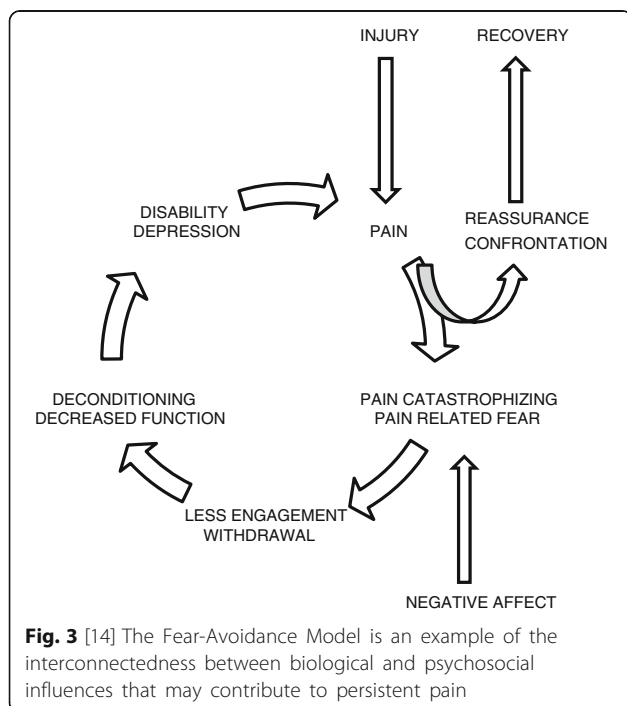 INJURY
RECOVERY
DISABILITY
DEPRESSION
PAIN
REASSURANCE
CONFRONTATION
DECONDITIONING
DECREASED FUNCTION
PAIN CATASTROPHIZING
PAIN RELATED FEAR
LESS ENGAGEMENT
WITHDRAWAL
NEGATIVE AFFECT
Fig. 3 [14] The Fear-Avoidance Model is an example of the
interconnectedness between biological and psychosocial
influences that may contribute to persistent pain